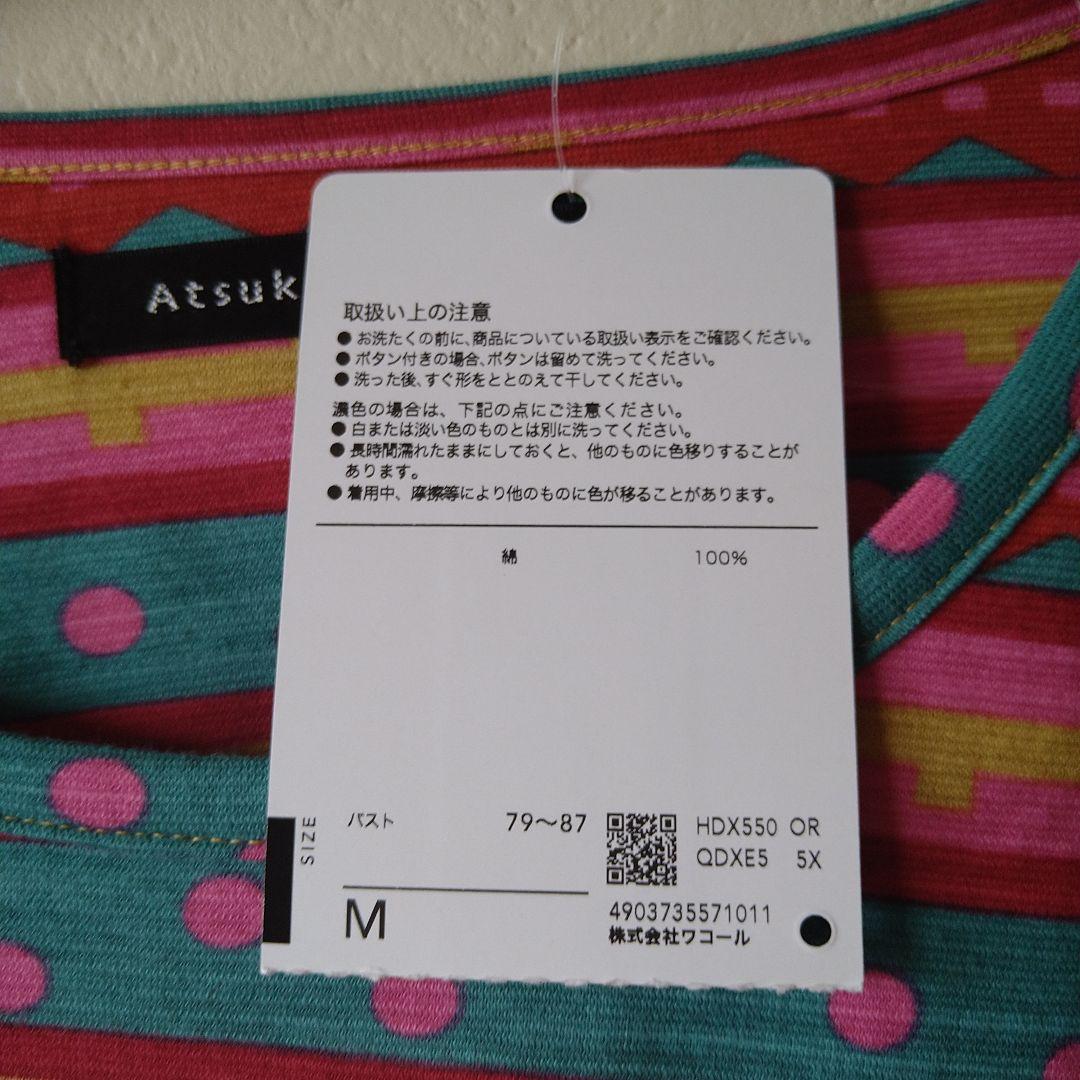 Atsuk
取扱い上の注意
●お洗たくの前に、商品についている取扱い表示をご確認ください。
●ボタン付きの場合、ボタンは留めて洗ってください。
●洗った後、すぐ形をととのえて干してください。
濃色の場合は、下記の点にご注意ください。
●白または淡い色のものとは別に洗ってください。
●長時間濡れたままにしておくと、他のものに色移りすることが
あります。
●着用中、摩擦等により他のものに色が移ることがあります。
綿 100%
SIZE
バスト 79〜87
M
HDX550 OR
QDXE5 5X
4903735571011
株式会社ワコール